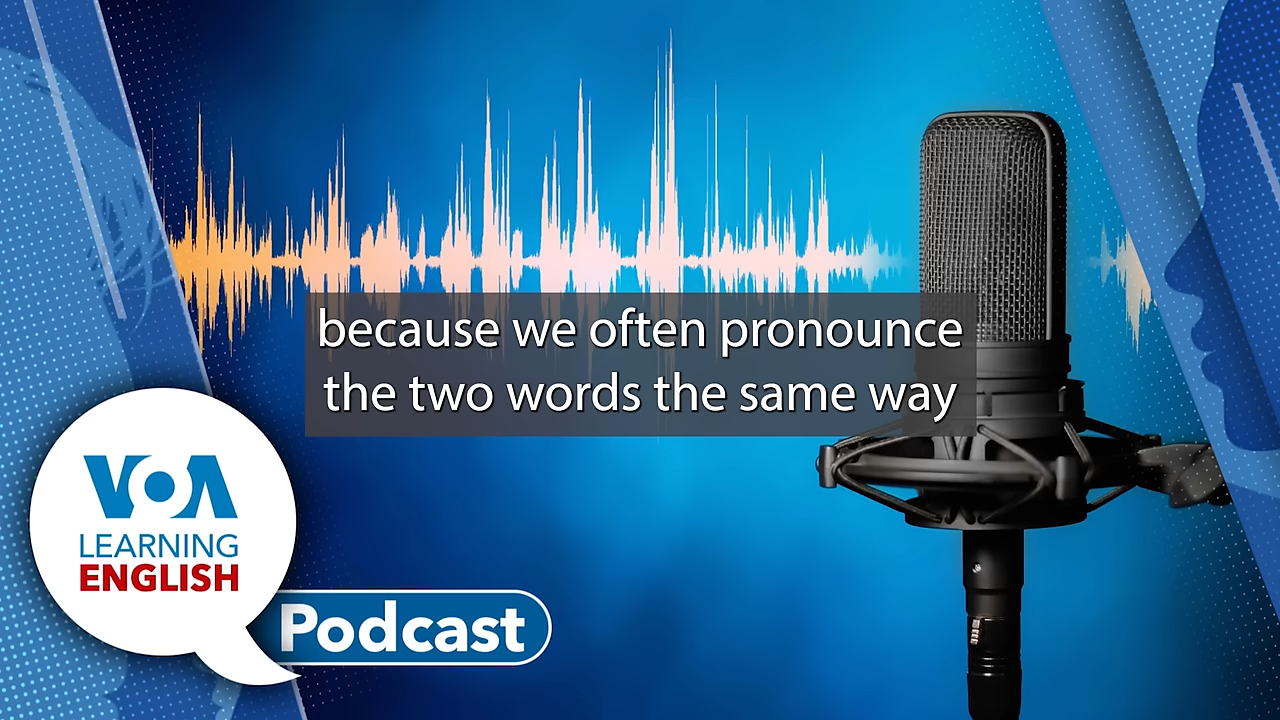 because we often pronounce
the two words the same way
VOA
LEARNING
ENGLISH
Podcast